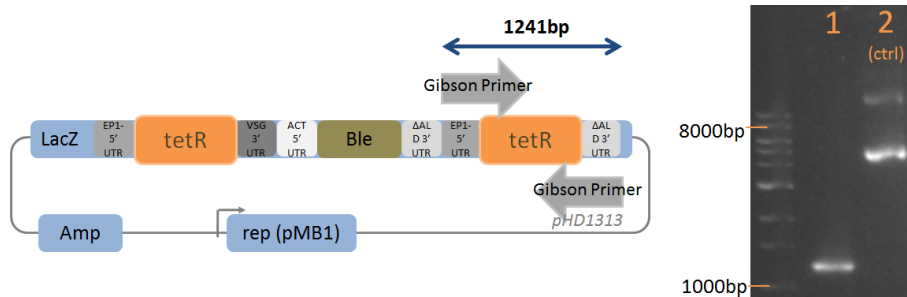 1241bp
Gibson Primer
LacZ
EP1-
5'
UTR
tetR
VSG
3'
UTR
ACT
5'
UTR
Ble
ΔAL
D 3'
UTR
EP1-
5'
UTR
tetR
ΔAL
D 3'
UTR
Gibson Primer
pHD1313
Amp
rep (pMB1)
1
2
(ctrl)
8000bp
1000bp